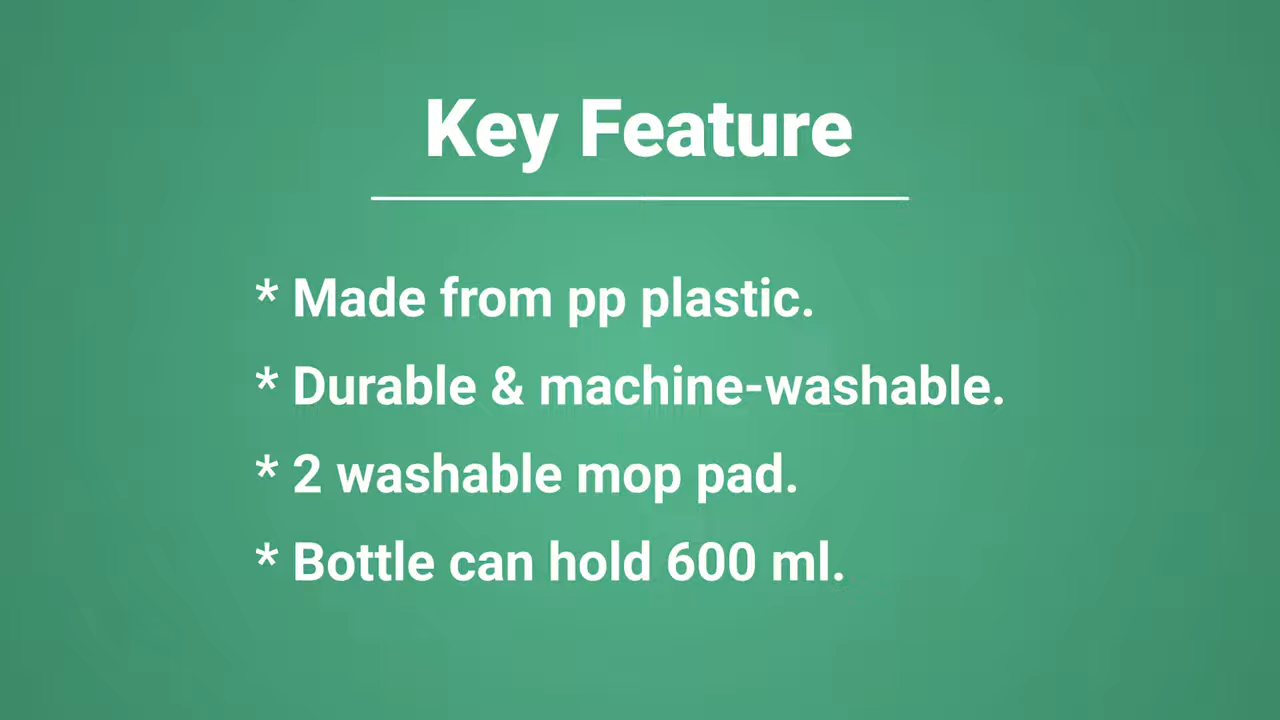 Key Feature
* Made from pp plastic.
* Durable & machine-washable.
* 2 washable mop pad.
* Bottle can hold 600 ml.